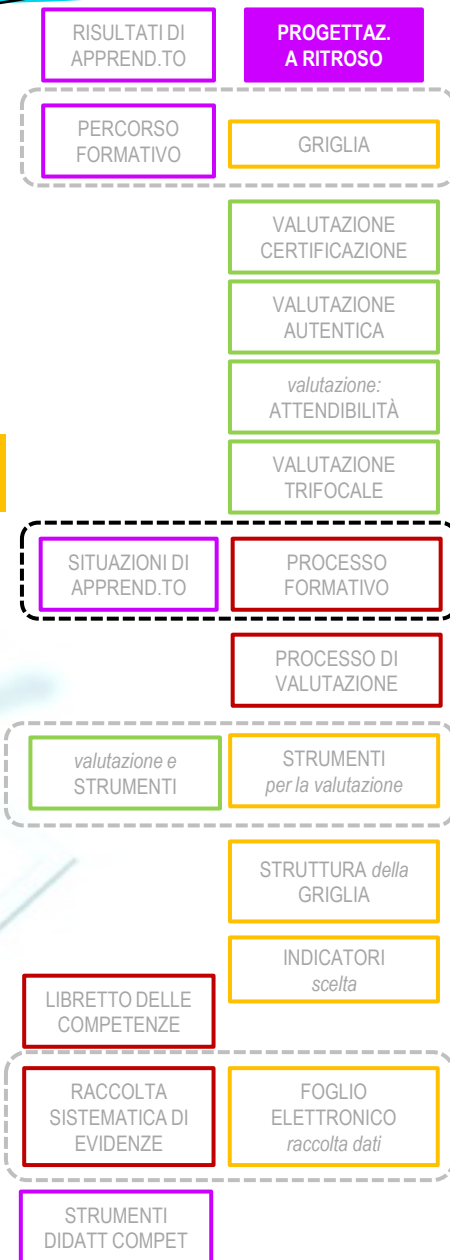 RISULTATI DI
APPREND.TO
PROGETTAZ.
A RITROSO
PERCORSO
FORMATIVO
GRIGLIA
VALUTAZIONE
CERTIFICAZIONE
VALUTAZIONE
AUTENTICA
valutazione:
ATTENDIBILITÀ
VALUTAZIONE
TRIFOCALE
SITUAZIONI DI
APPREND.TO
PROCESSO
FORMATIVO
PROCESSO DI
VALUTAZIONE
valutazione e
STRUMENTI
STRUMENTI
per la valutazione
STRUTTURA della
GRIGLIA
INDICATORI
scelta
LIBRETTO DELLE
COMPETENZE
RACCOLTA
SISTEMATICA DI
EVIDENZE
FOGLIO
ELETTRONICO
raccolta dati
STRUMENTI
DIDATT COMPET